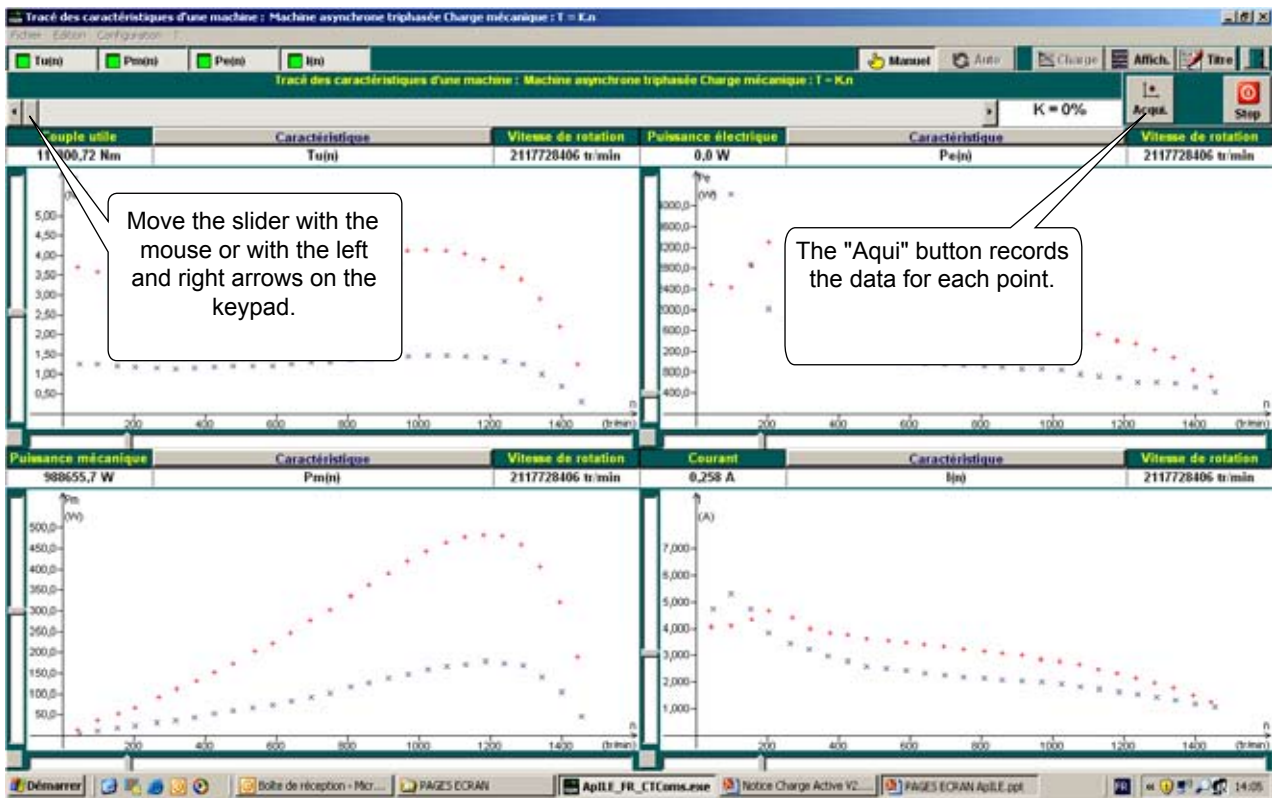 Tracé des caractéristiques d'une machine : Machine asynchrone triphasée Charge mécanique : T = K.n
Fichier Edition Configuration ?
Tu(n) Pm(n) Pe(n) I(n) Manuel Auto Charge Affich. Titre
Tracé des caractéristiques d'une machine : Machine asynchrone triphasée Charge mécanique : T = K.n
K = 0% Acqui. Stop
Couple utile Caractéristique Vitesse de rotation Puissance électrique Caractéristique Vitesse de rotation
Tu(n) 2117728406 tr/min 0,0 W Pe(n) 2117728406 tr/min
Move the slider with the
mouse or with the left
and right arrows on the
keypad.
The "Aqui" button records
the data for each point.
5,00
4,50
4,00
3,50
3,00
2,50
2,00
1,50
1,00
0,50
200 400 600 800 1000 1200 1400 (tr/min)
n
Pe
(W)
400,0
200 400 600 800 1000 1200 1400 (tr/min)
n
Puissance mécanique Caractéristique Vitesse de rotation Courant Caractéristique Vitesse de rotation
988655,7 W Pm(n) 2117728406 tr/min 0,258 A I(n) 2117728406 tr/min
Pm
(W)
500,0
450,0
400,0
350,0
300,0
250,0
200,0
150,0
100,0
50,0
200 400 600 800 1000 1200 1400 (tr/min)
n
I
(A)
7,000
6,000
5,000
4,000
3,000
2,000
1,000
200 400 600 800 1000 1200 1400 (tr/min)
n
Démarrer Boîte de réception - Micr... PAGES ECRAN ApILE_FR_CTComs.exe Notice Charge Active V2.... PAGES ECRAN ApILE.ppt FR 14:05